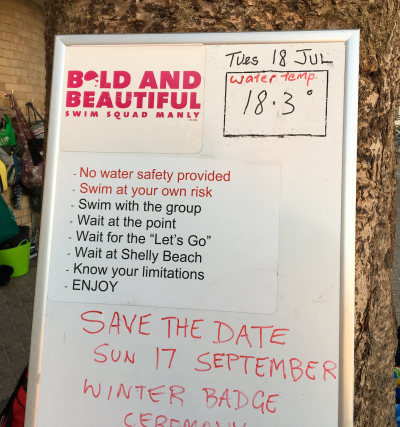 BOLD AND
BEAUTIFUL
SWIM SQUAD MANLY
Tues 18 JUL
Water Temp.
18.3°
- No water safety provided
- Swim at your own risk
- Swim with the group
- Wait at the point
- Wait for the "Let's Go"
- Wait at Shelly Beach
- Know your limitations
- ENJOY
SAVE THE DATE
SUN 17 SEPTEMBER
WINTER BADGE
CEREMONY